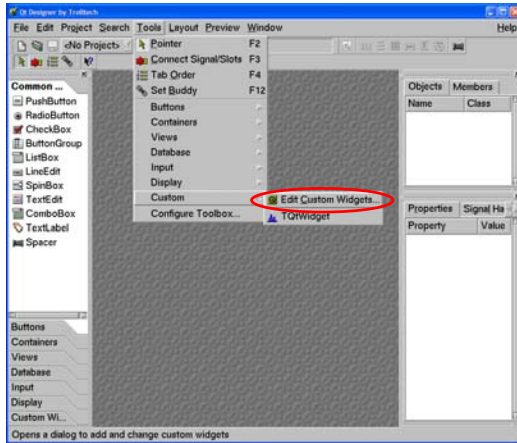 Qt Designer by Trolltech
File Edit Project Search Tools Layout Preview Window Help
<No Project>
Pointer F2
Connect Signal/Slots F3
Tab Order F4
Set Buddy F12
Buttons
Containers
Views
Database
Input
Display
Custom
Configure Toolbox...
Edit Custom Widgets...
TQtWidget
Common ...
PushButton
RadioButton
CheckBox
ButtonGroup
ListBox
LineEdit
SpinBox
TextEdit
ComboBox
TextLabel
Spacer
Buttons
Containers
Views
Database
Input
Display
Custom Wi...
Objects Members
Name Class
Properties Signal Ha
Property Value
Opens a dialog to add and change custom widgets